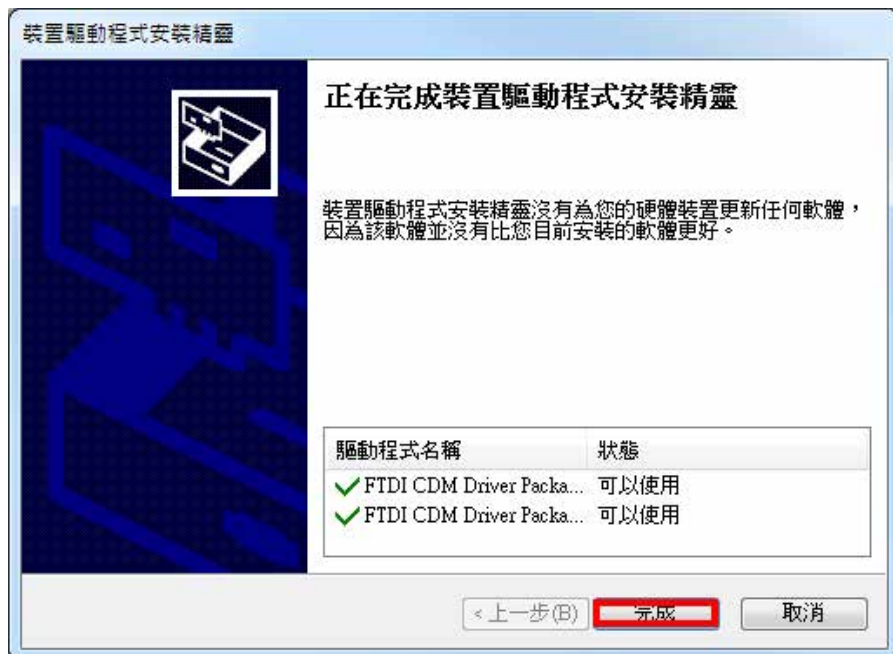 裝置驅動程式安裝精靈
正在完成裝置驅動程式安裝精靈
裝置驅動程式安裝精靈沒有為您的硬體裝置更新任何軟體，
因為該軟體並沒有比您目前安裝的軟體更好。
驅動程式名稱 狀態
FTDI CDM Driver Packa... 可以使用
FTDI CDM Driver Packa... 可以使用
<上一步(B) 完成 取消